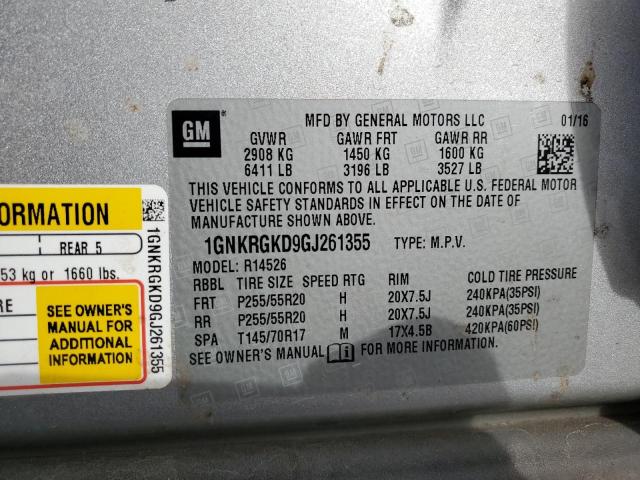 GM
MFD BY GENERAL MOTORS LLC 01/16
GVWR GAWR FRT GAWR RR
2908 KG 1450 KG 1600 KG
6411 LB 3196 LB 3527 LB
THIS VEHICLE CONFORMS TO ALL APPLICABLE U.S. FEDERAL MOTOR
VEHICLE SAFETY STANDARDS IN EFFECT ON THE DATE OF
MANUFACTURE SHOWN ABOVE.
1GNKRGKD9GJ261355 TYPE: M.P.V.
MODEL: R14526
RBBL TIRE SIZE SPEED RTG RIM COLD TIRE PRESSURE
FRT P255/55R20 H 20X7.5J 240KPA(35PSI)
RR P255/55R20 H 20X7.5J 240KPA(35PSI)
SPA T145/70R17 M 17X4.5B 420KPA(60PSI)
SEE OWNER'S MANUAL FOR MORE INFORMATION.
ORMATION
REAR 5
53 kg or 1660 lbs.
RE
SEE OWNER'S
MANUAL FOR
ADDITIONAL
INFORMATION
1GNKRGKD9GJ261355